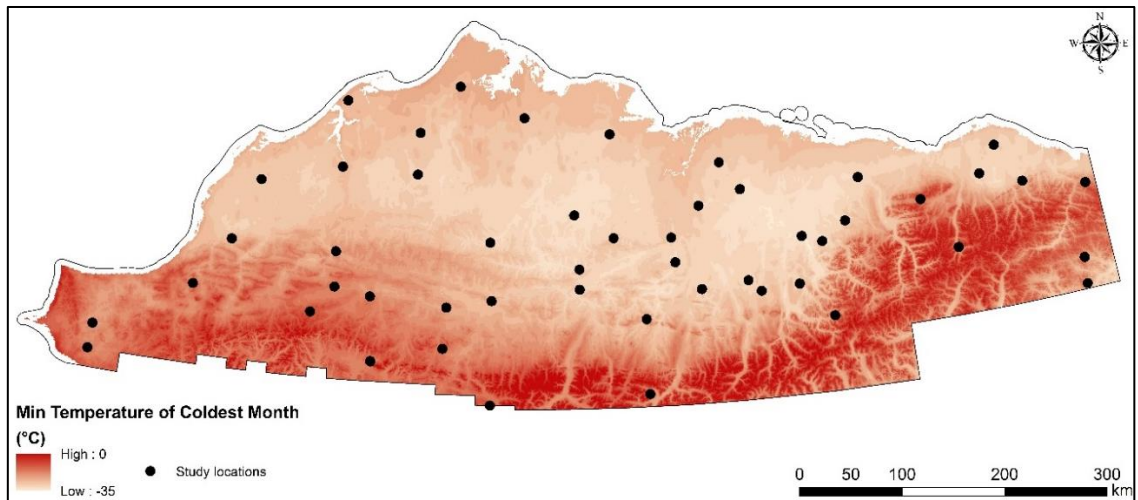 N
W E
S
Min Temperature of Coldest Month
(°C)
High : 0
Low : -35
Study locations
0 50 100 200 300
km